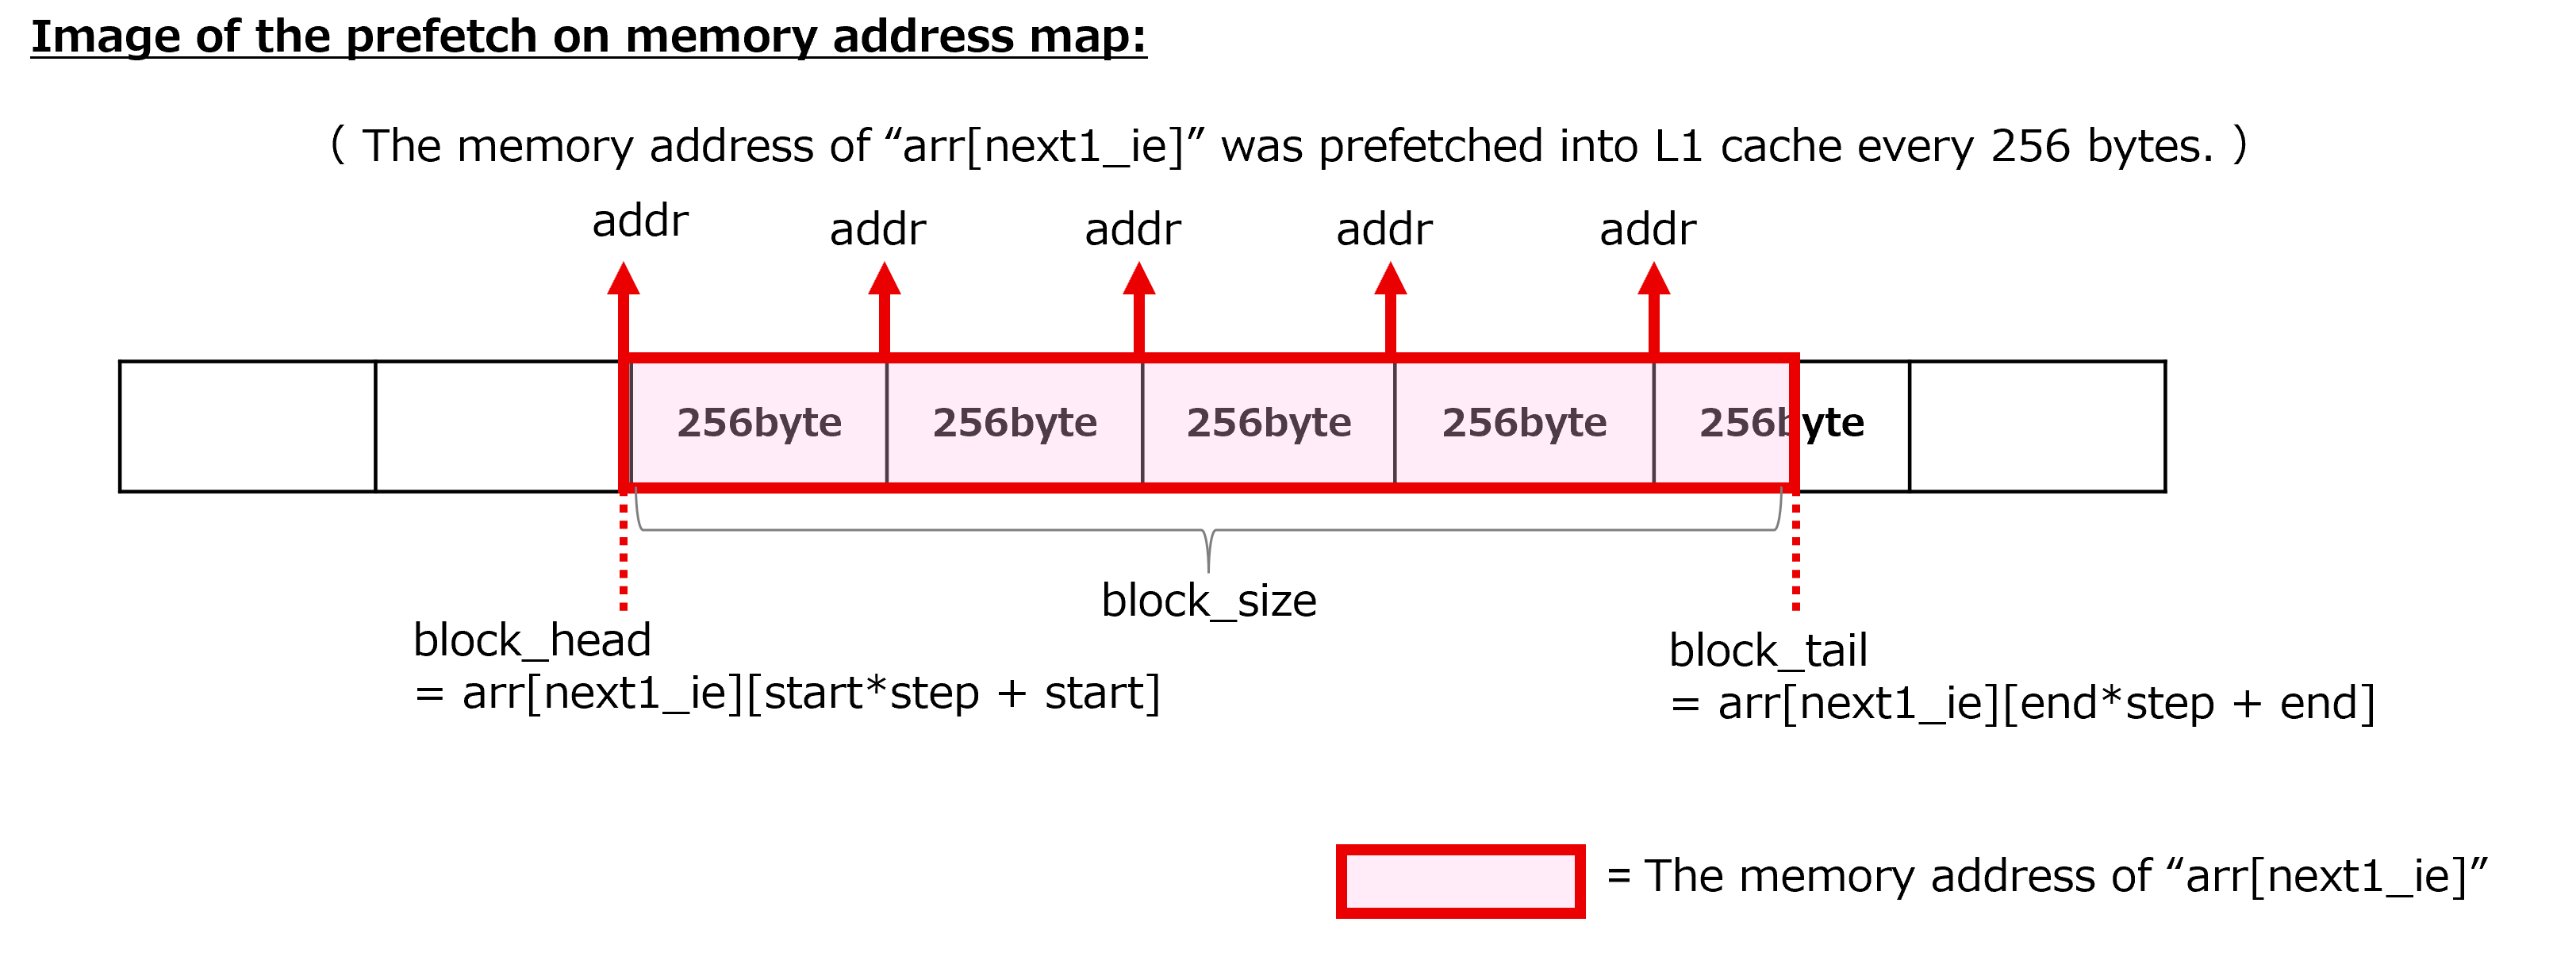 Image of the prefetch on memory address map:
( The memory address of “arr[next1_ie]” was prefetched into L1 cache every 256 bytes. )
addr addr addr addr addr
256byte 256byte 256byte 256byte 256byte
block_size
block_head
= arr[next1_ie][start*step + start]
block_tail
= arr[next1_ie][end*step + end]
= The memory address of “arr[next1_ie]”